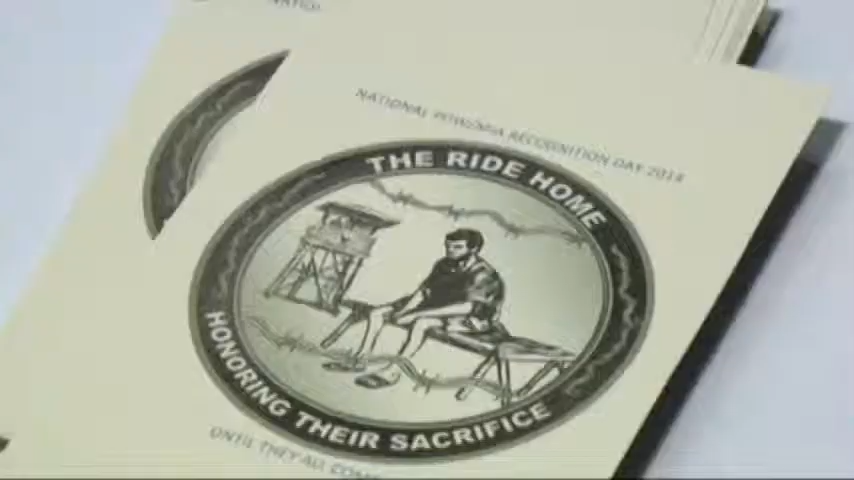 NATIONAL POW/MIA RECOGNITION DAY 2014
THE RIDE HOME
HONORING THEIR SACRIFICE
UNTIL THEY ALL COME